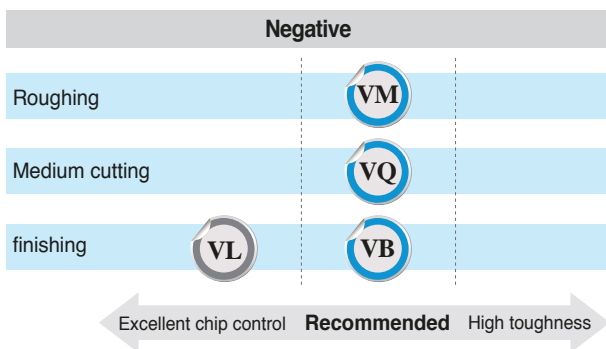 Negative
Roughing VM
Medium cutting VQ
finishing VL VB
Excellent chip control Recommended High toughness